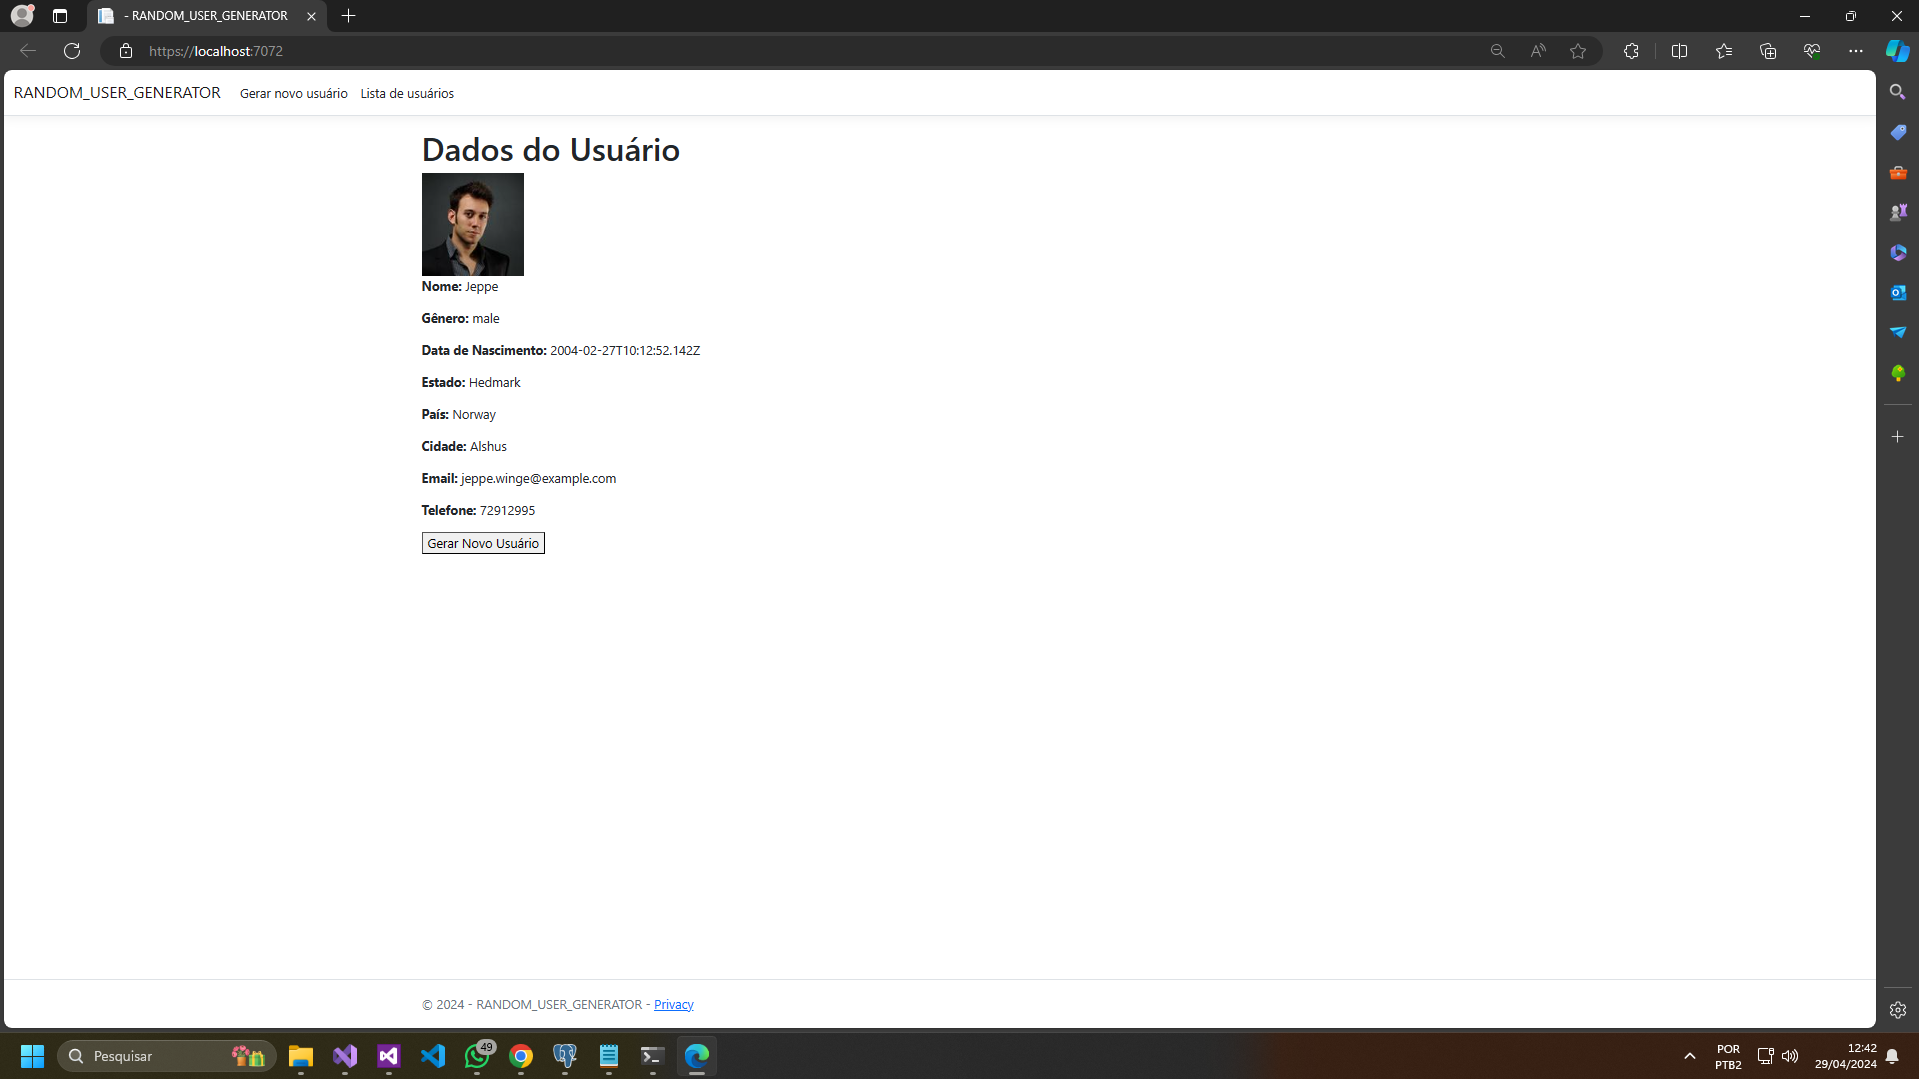 - RANDOM_USER_GENERATOR
https://localhost:7072
RANDOM_USER_GENERATOR Gerar novo usuário Lista de usuários
Dados do Usuário
Nome: Jeppe
Gênero: male
Data de Nascimento: 2004-02-27T10:12:52.142Z
Estado: Hedmark
País: Norway
Cidade: Alshus
Email: jeppe.winge@example.com
Telefone: 72912995
Gerar Novo Usuário
© 2024 - RANDOM_USER_GENERATOR - Privacy
Pesquisar
49
POR
PTB2
12:42
29/04/2024